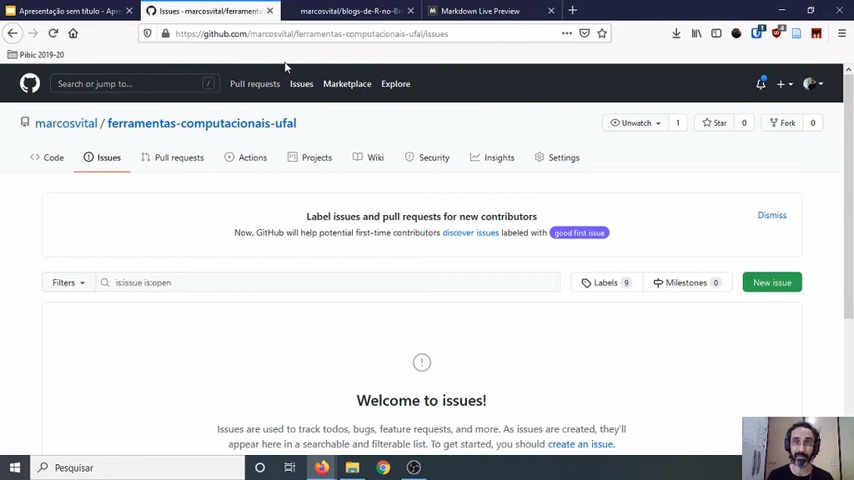 Apresentação sem título - Apre
Issues - marcosvital/ferramenta
marcosvital/blogs-de-R-no-Bra
Markdown Live Preview
https://github.com/marcosvital/ferramentas-computacionais-ufal/issues
Pibic 2019-20
Search or jump to...
/
Pull requests
Issues
Marketplace
Explore
marcosvital / ferramentas-computacionais-ufal
Unwatch
1
Star
0
Fork
0
Code
Issues
Pull requests
Actions
Projects
Wiki
Security
Insights
Settings
Label issues and pull requests for new contributors
Dismiss
Now, GitHub will help potential first-time contributors discover issues labeled with good first issue
Filters
is:issue is:open
Labels 9
Milestones 0
New issue
Welcome to issues!
Issues are used to track todos, bugs, feature requests, and more. As issues are created, they'll
appear here in a searchable and filterable list. To get started, you should create an issue.
Pesquisar